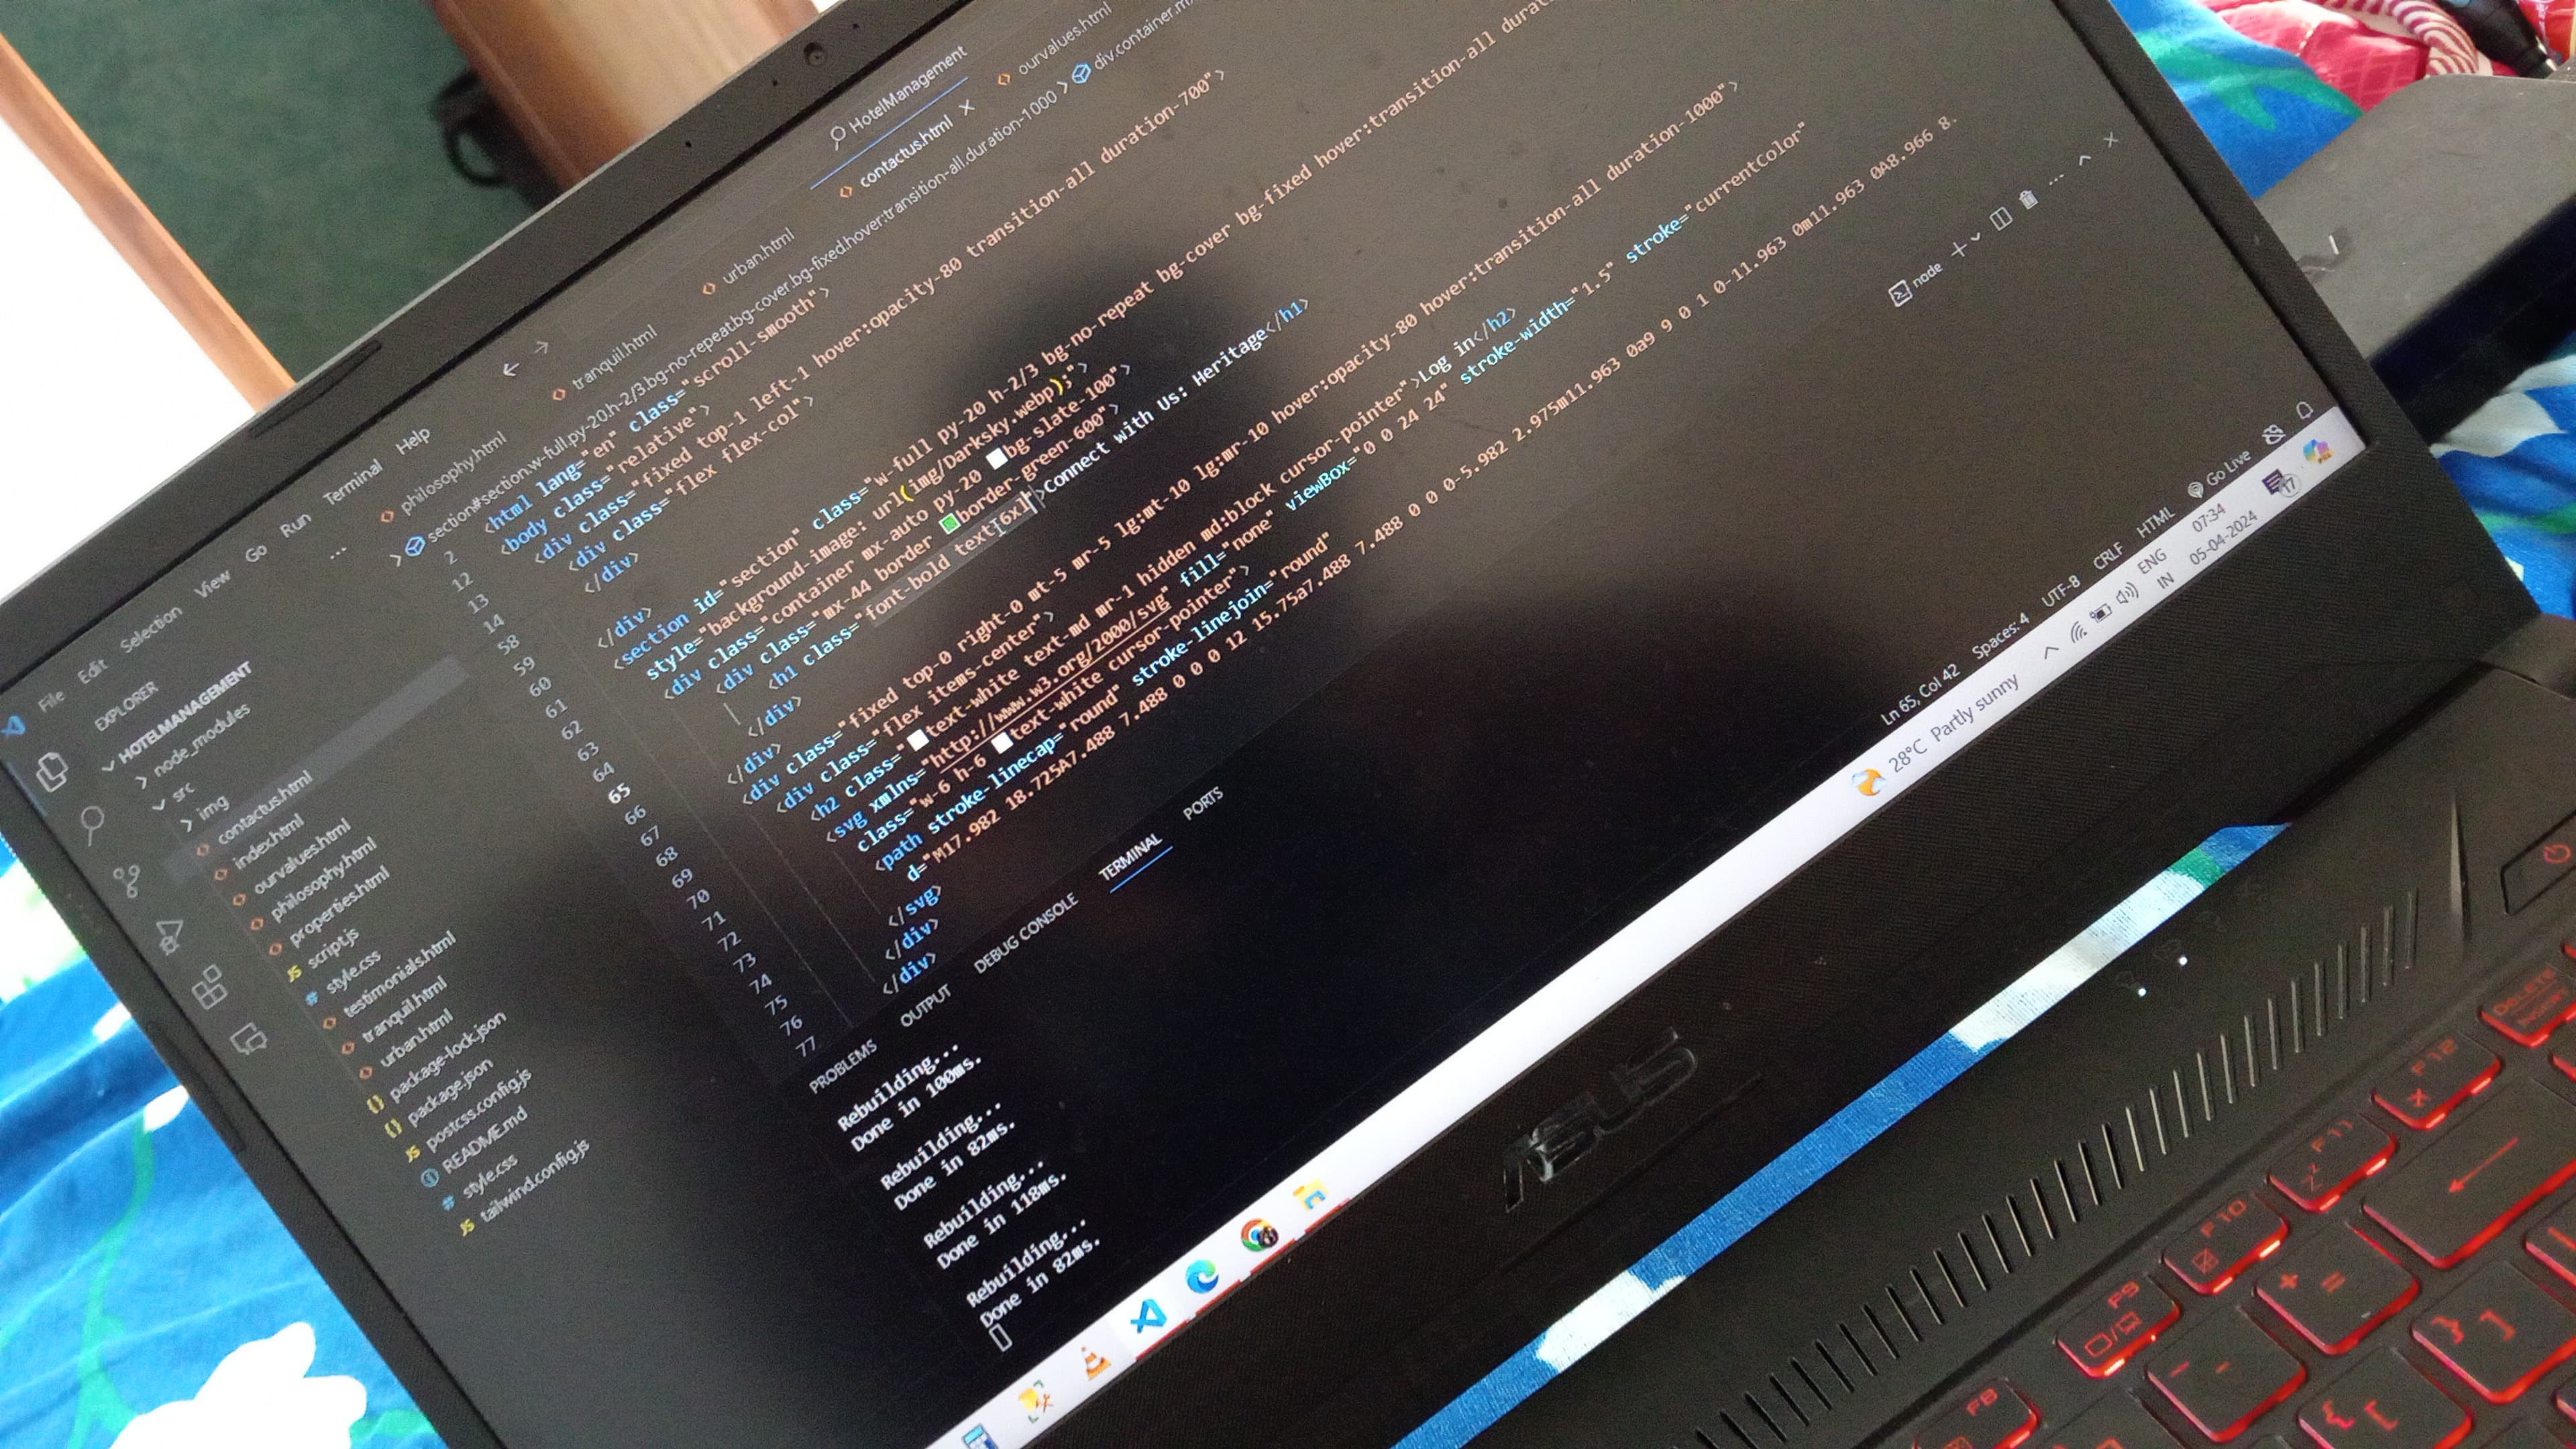 File Edit Selection View Go Run Terminal Help
HotelManagement
EXPLORER
HOTELMANAGEMENT
node_modules
src
img
contactus.html
index.html
ourvalues.html
philosophy.html
properties.html
script.js
style.css
testimonials.html
tranquil.html
urban.html
package-lock.json
package.json
postcss.config.js
README.md
style.css
tailwind.config.js
philosophy.html tranquil.html urban.html contactus.html ourvalues.html
section#section.w-full.py-20.h-2/3.bg-no-repeat.bg-cover.bg-fixed.hover:transition-all.duration-1000 > div.container.m
2 <html lang="en" class="scroll-smooth">
12 <body class="relative">
13 <div class="fixed top-1 left-1 hover:opacity-80 transition-all duration-700">
14 <div class="flex flex-col">
58 </div>
59
60 </div>
61 <section id="section" class="w-full py-20 h-2/3 bg-no-repeat bg-cover bg-fixed hover:transition-all
62 style="background-image: url(img/Darksky.webp);">
63 <div class="container mx-auto py-20 bg-slate-100">
64 <div class="mx-44 border border-green-600">
65 <h1 class="font-bold text-6xl">Connect with Us: Heritage</h1>
66
67 </div>
68 </div>
69 <div class="fixed top-0 right-0 mt-5 mr-5 lg:mt-10 lg:mr-10 hover:opacity-80 hover:transition-all duration-1000">
70 <div class="flex items-center">
71 <h2 class="text-white text-md mr-1 hidden md:block cursor-pointer">Log in</h2>
72 <svg xmlns="http://www.w3.org/2000/svg" fill="none" viewBox="0 0 24 24" stroke-width="1.5" stroke="currentColor"
73 class="w-6 h-6 text-white cursor-pointer">
74 <path stroke-linecap="round" stroke-linejoin="round"
75 d="M17.982 18.725A7.488 7.488 0 0 0 12 15.75a7.488 7.488 0 0 0-5.982 2.975m11.963 0a9 9 0 1 0-11.963 0m11.963 0A8.966 8.
76 </svg>
77 </div>
</div>
PROBLEMS OUTPUT DEBUG CONSOLE TERMINAL PORTS
node
Rebuilding...
Done in 100ms.
Rebuilding...
Done in 82ms.
Rebuilding...
Done in 118ms.
Rebuilding...
Done in 82ms.
Ln 65, Col 42 Spaces: 4 UTF-8 CRLF HTML Go Live
28°C Partly sunny
ENG
IN
07:34
05-04-2024
17
ASUS
F8
F9
F10
F11
F12
DELETE